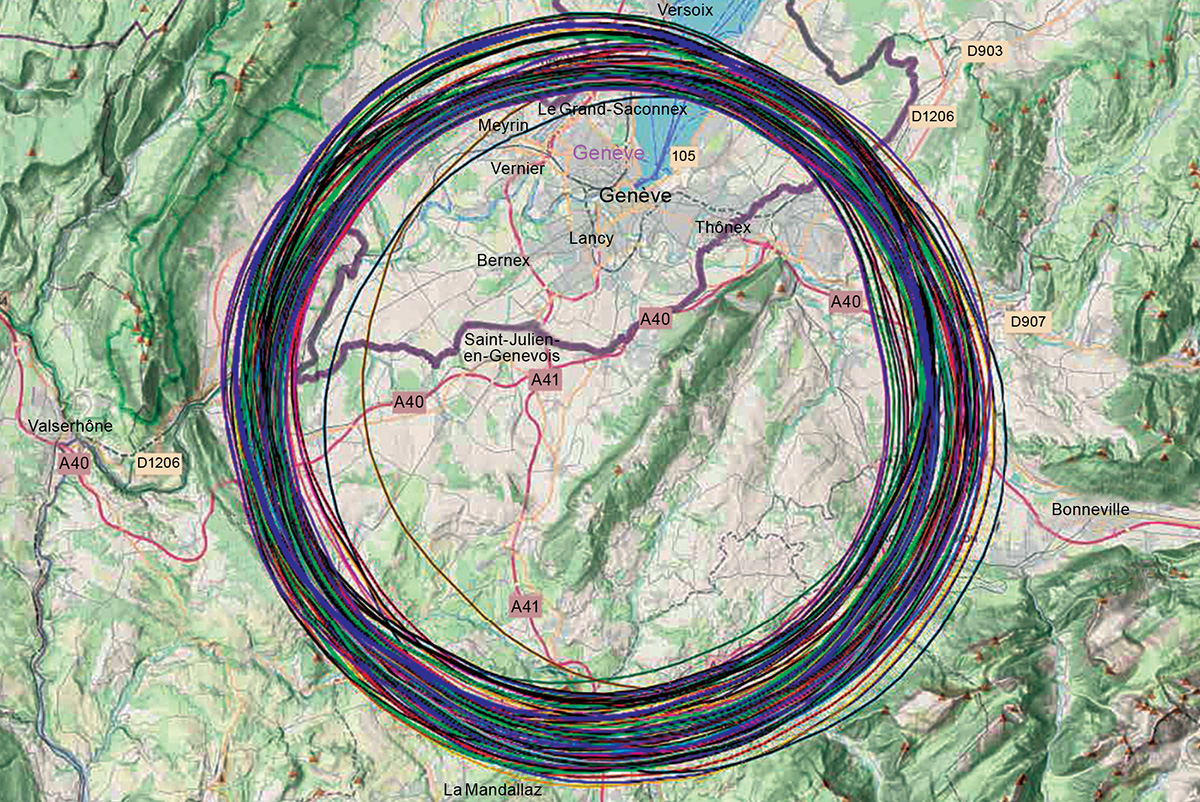 Versoix
D903
Le Grand-Saconnex
D1206
Meyrin
Genève
105
Vernier
Genève
Thônex
Lancy
Bernex
A40
A40
D907
Saint-Julien-
en-Genevois
A41
A40
Valserhône
A40
D1206
Bonneville
A41
La Mandallaz